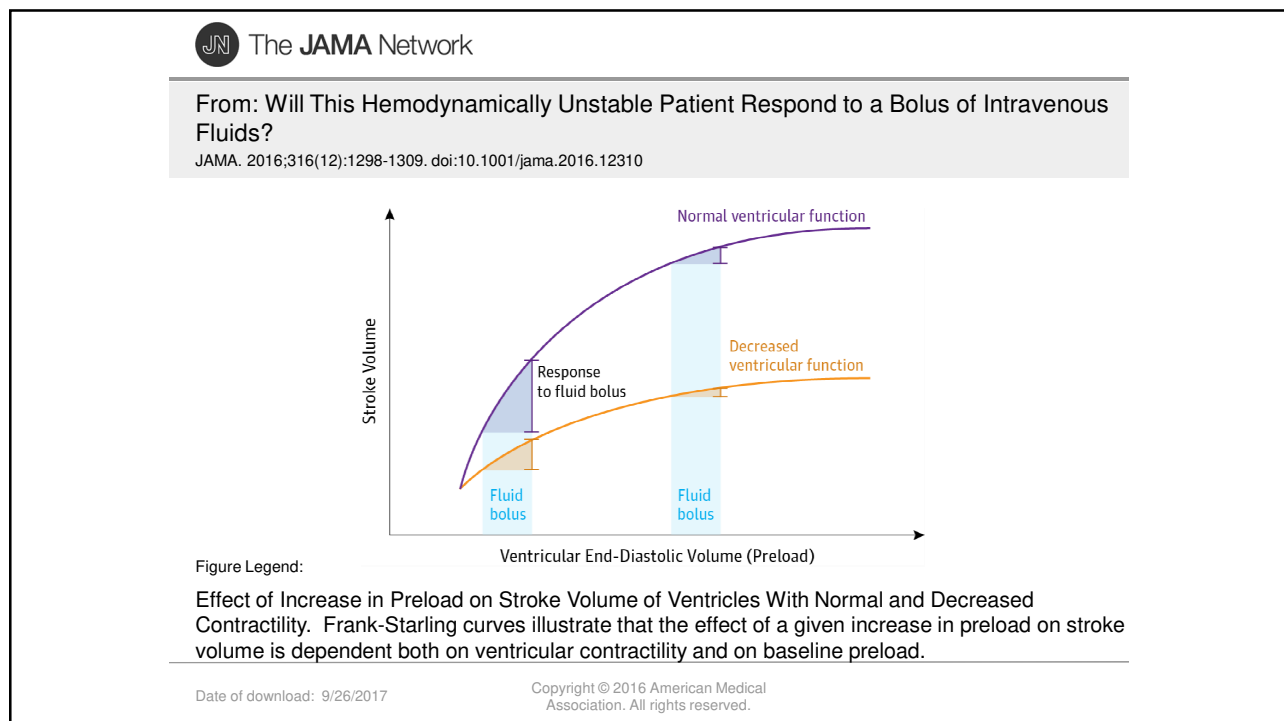 JN The JAMA Network
From: Will This Hemodynamically Unstable Patient Respond to a Bolus of Intravenous
Fluids?
JAMA. 2016;316(12):1298-1309. doi:10.1001/jama.2016.12310
Normal ventricular function
Decreased
ventricular function
Response
to fluid bolus
Stroke Volume
Fluid
bolus
Fluid
bolus
Ventricular End-Diastolic Volume (Preload)
Figure Legend:
Effect of Increase in Preload on Stroke Volume of Ventricles With Normal and Decreased
Contractility. Frank-Starling curves illustrate that the effect of a given increase in preload on stroke
volume is dependent both on ventricular contractility and on baseline preload.
Date of download: 9/26/2017
Copyright © 2016 American Medical
Association. All rights reserved.